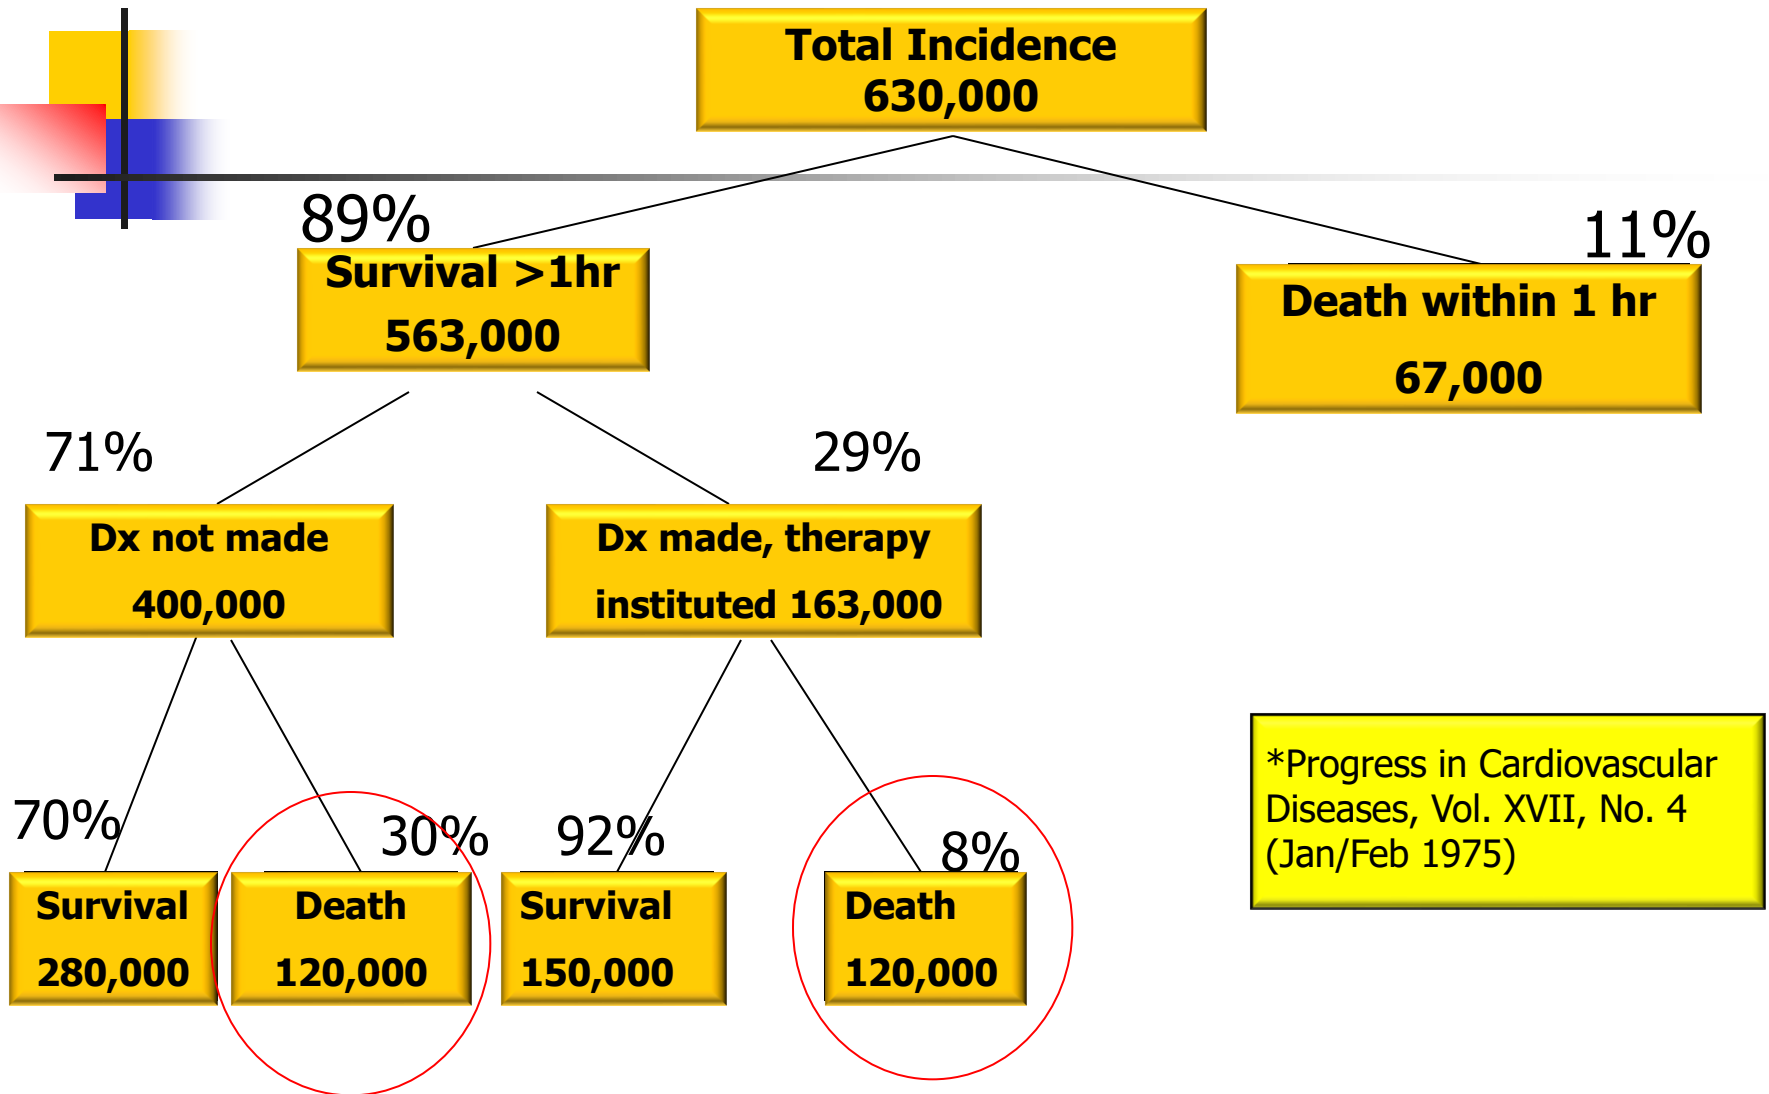 Total Incidence
630,000
89%
11%
Survival >1hr
563,000
Death within 1 hr
67,000
71%
29%
Dx not made
400,000
Dx made, therapy
instituted 163,000
70%
30%
92%
8%
Survival
280,000
Death
120,000
Survival
150,000
Death
120,000
*Progress in Cardiovascular
Diseases, Vol. XVII, No. 4
(Jan/Feb 1975)